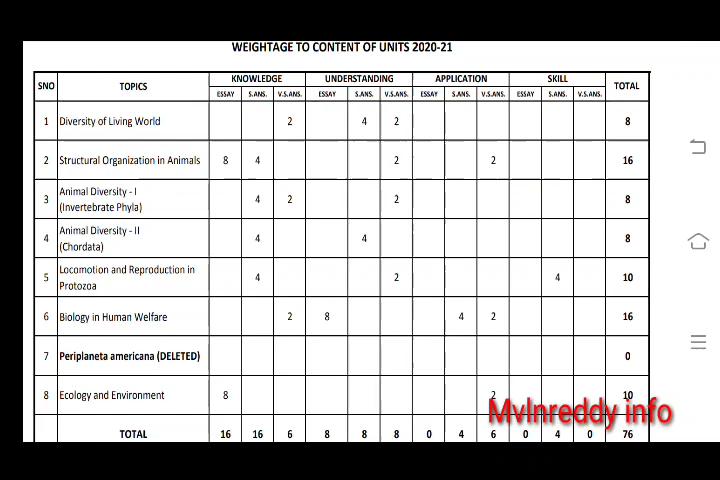 WEIGHTAGE TO CONTENT OF UNITS 2020-21
SNO TOPICS KNOWLEDGE UNDERSTANDING APPLICATION SKILL TOTAL
ESSAY S.ANS. V.S.ANS. ESSAY S.ANS. V.S.ANS. ESSAY S.ANS. V.S.ANS. ESSAY S.ANS. V.S.ANS.
1 Diversity of Living World 2 4 2 8
2 Structural Organization in Animals 8 4 2 2 16
3 Animal Diversity - I
(Invertebrate Phyla) 4 2 2 8
4 Animal Diversity - II
(Chordata) 4 4 8
5 Locomotion and Reproduction in
Protozoa 4 2 4 10
6 Biology in Human Welfare 2 8 4 2 16
7 Periplaneta americana (DELETED) 0
8 Ecology and Environment 8 2 10
Mvlnreddy info
TOTAL 16 16 6 8 8 8 0 4 6 0 4 0 76